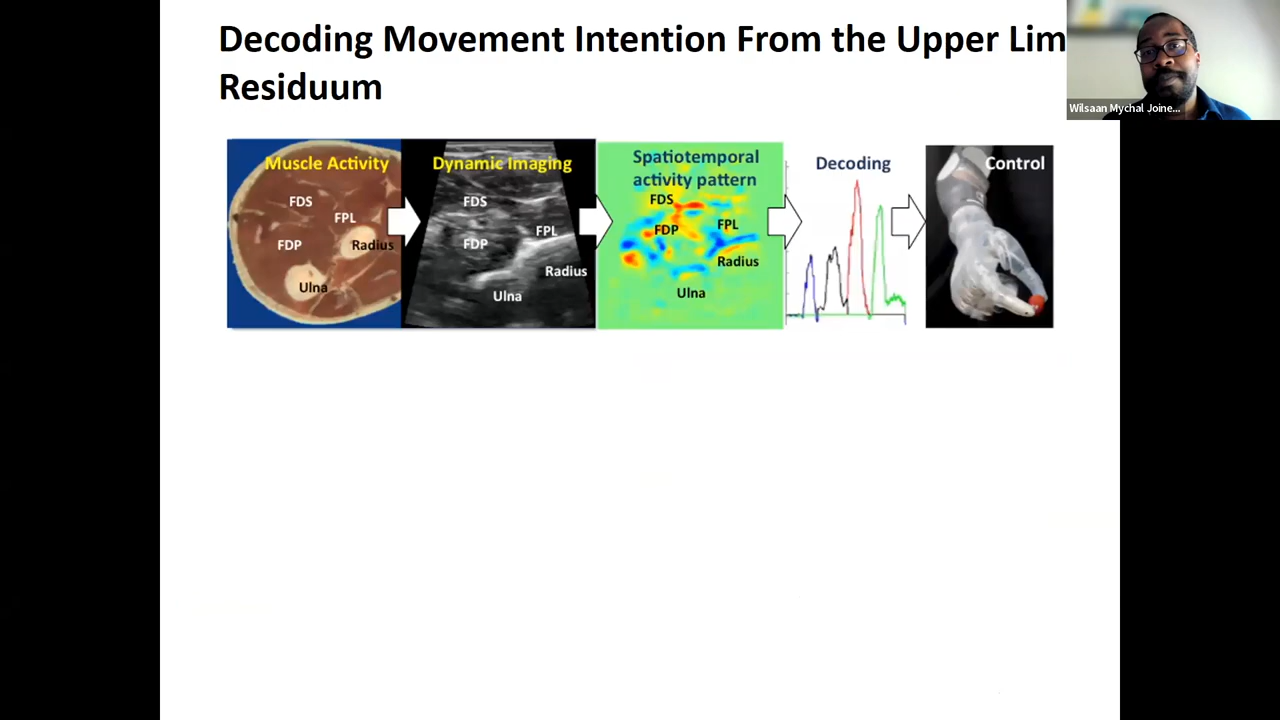 Decoding Movement Intention From the Upper Lim
Residuum
Wilsaan Mychal Joine...
Muscle Activity
FDS
FPL
FDP
Radius
Ulna
Dynamic Imaging
FDS
FPL
FDP
Radius
Ulna
Spatiotemporal
activity pattern
FDS
FPL
FDP
Radius
Ulna
Decoding
Control